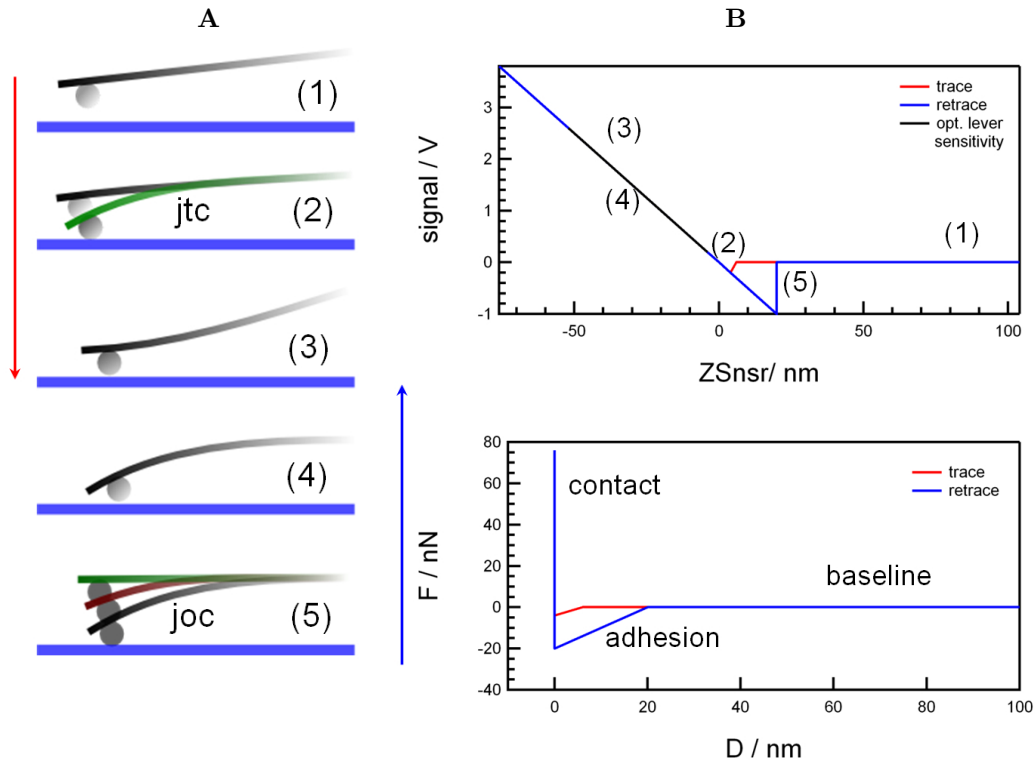 A
(1)
jtc
(2)
(3)
(4)
joc
(5)
B
signal / V
3
2
1
0
-1
(3)
(4)
(2)
(1)
(5)
trace
retrace
opt. lever
sensitivity
-50
0
50
100
ZSnsr/ nm
F / nN
80
60
40
20
0
-20
-40
contact
baseline
adhesion
trace
retrace
0
20
40
60
80
100
D / nm